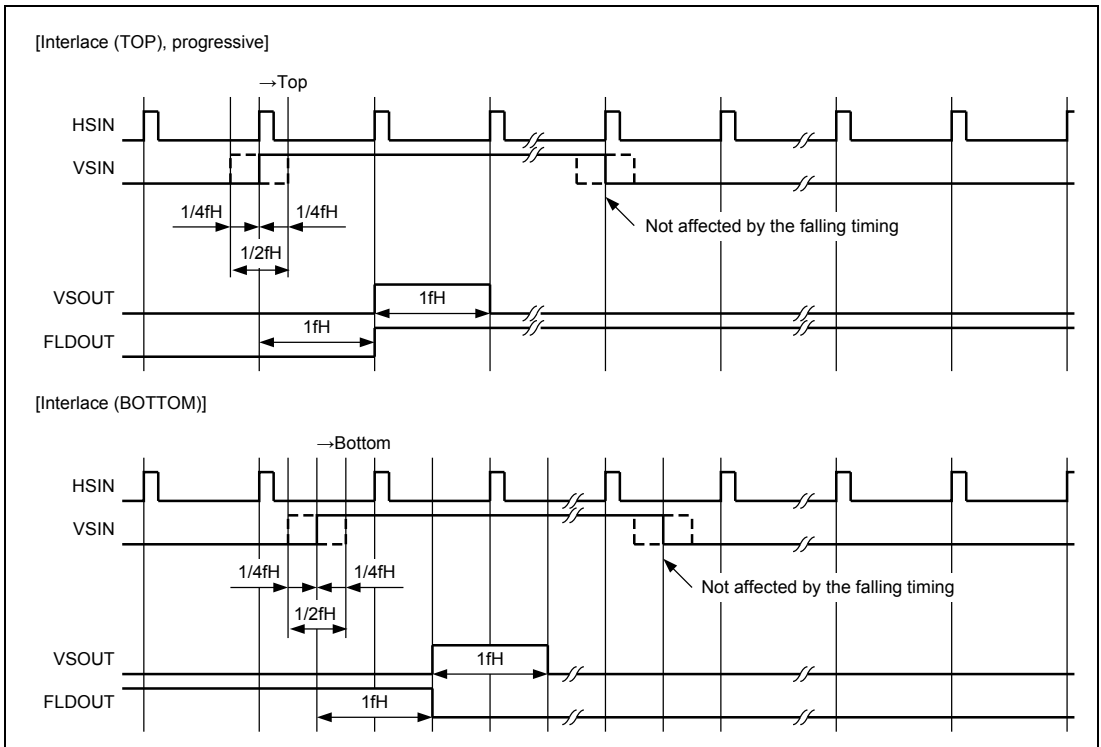 [Interlace (TOP), progressive]
→Top
HSIN
VSIN
1/4fH 1/4fH
Not affected by the falling timing
1/2fH
VSOUT 1fH
1fH
FLDOUT
[Interlace (BOTTOM)]
→Bottom
HSIN
VSIN
1/4fH 1/4fH
Not affected by the falling timing
1/2fH
VSOUT 1fH
FLDOUT 1fH